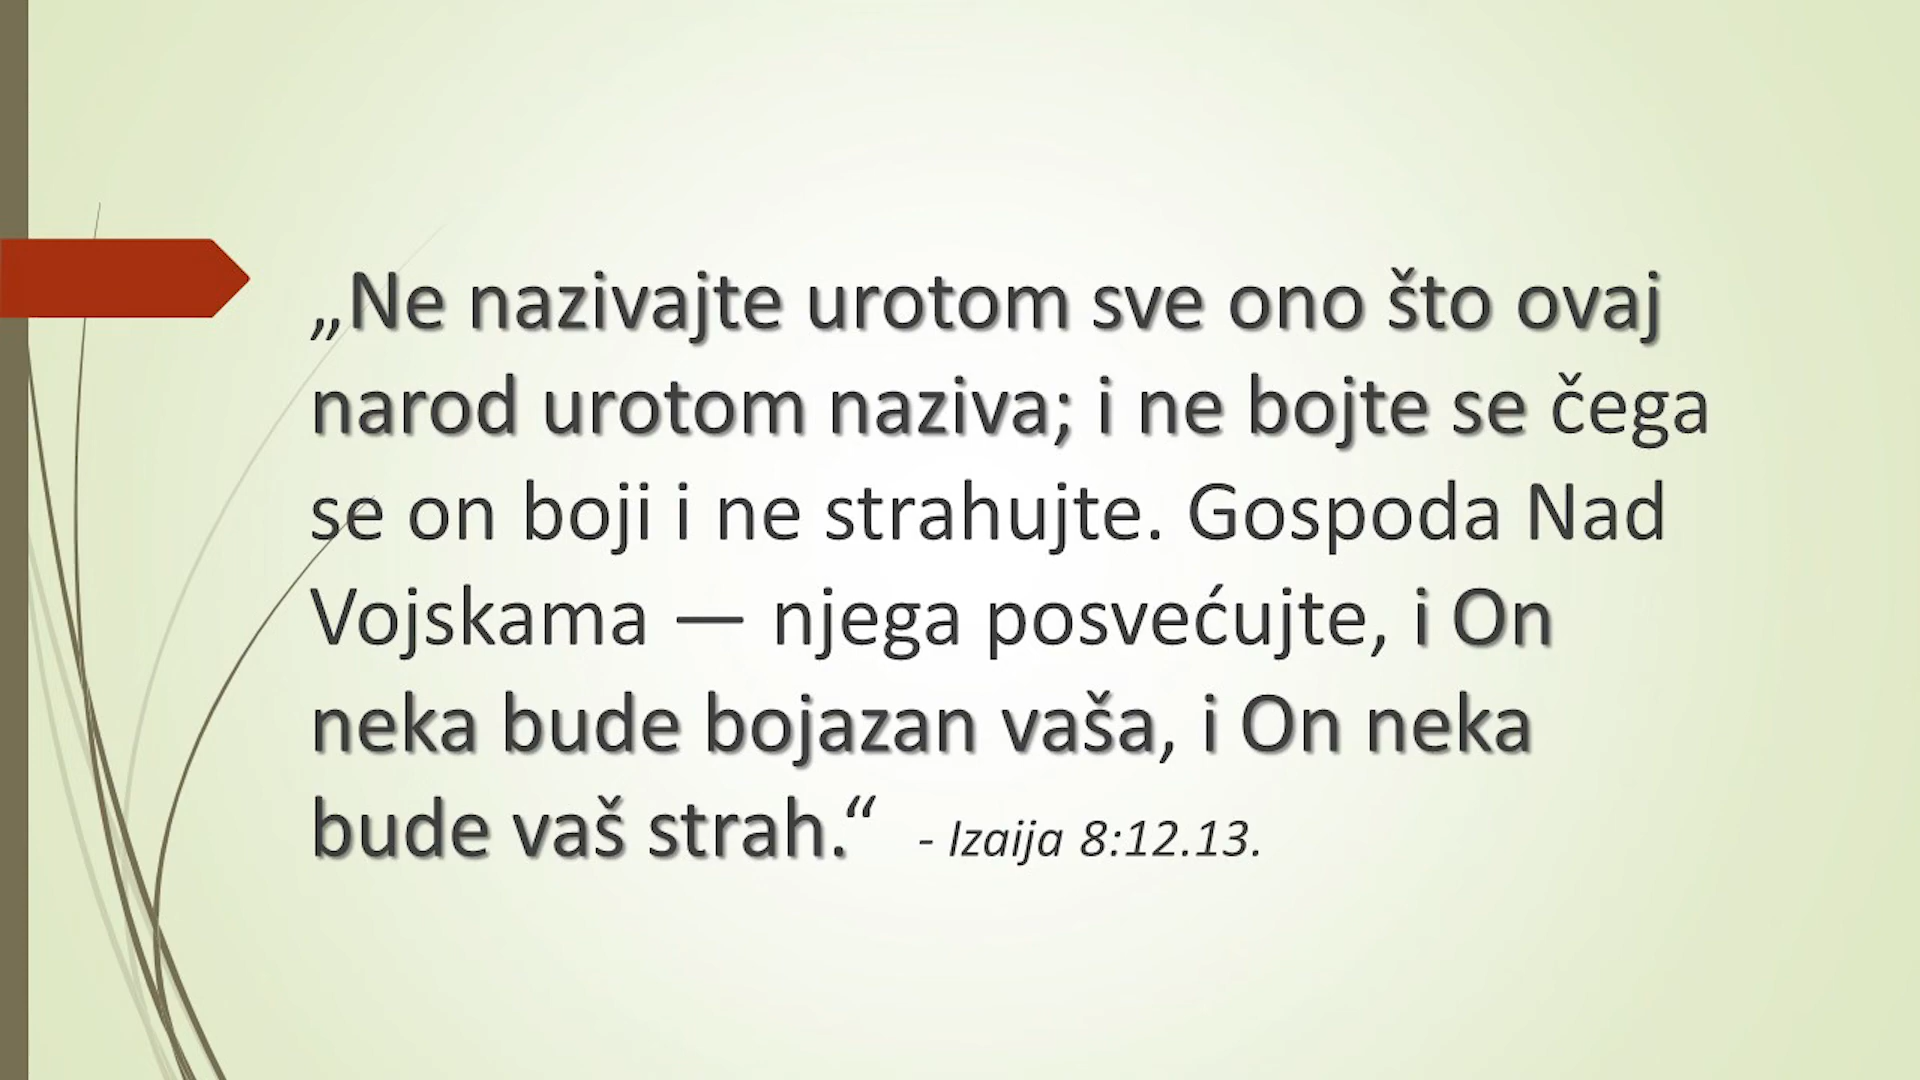 „Ne nazivajte urotom sve ono što ovaj
narod urotom naziva; i ne bojte se čega
se on boji i ne strahujte. Gospoda Nad
Vojskama — njega posvećujte, i On
neka bude bojazan vaša, i On neka
bude vaš strah.“ - Izaija 8:12.13.